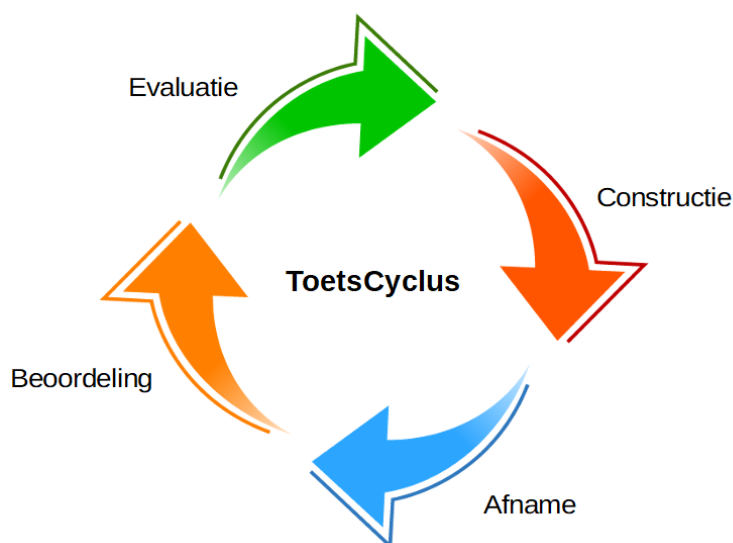 Evaluatie
Constructie
ToetsCyclus
Beoordeling
Afname